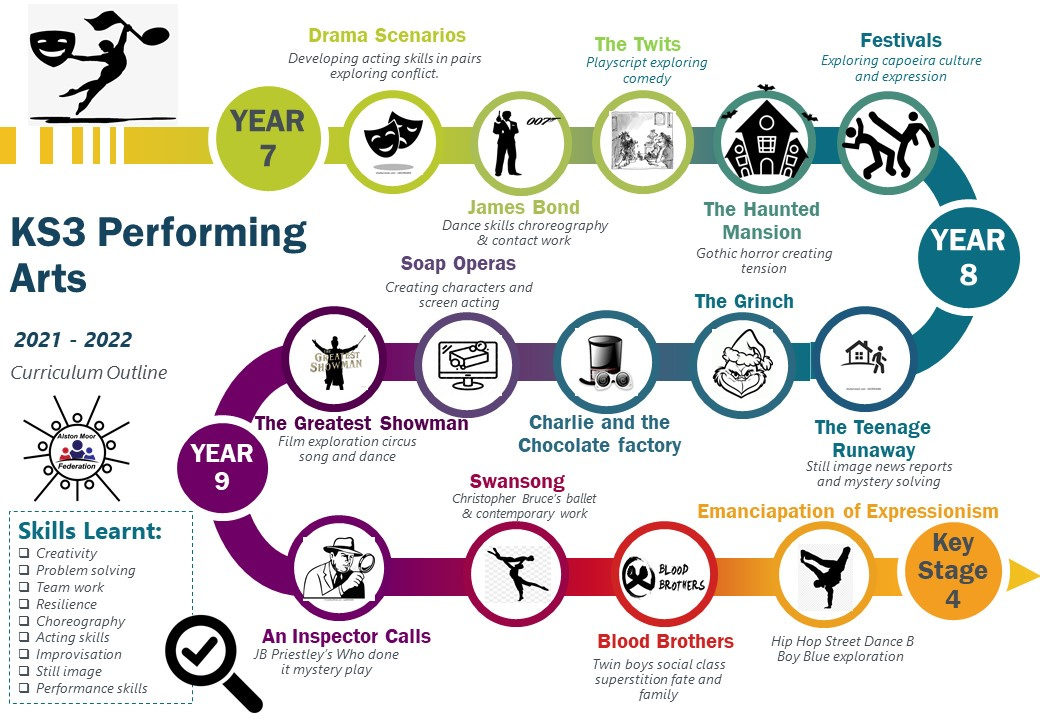 Drama Scenarios
Developing acting skills in pairs
exploring conflict.
The Twits
Playscript exploring
comedy
Festivals
Exploring capoeira culture
and expression
YEAR
7
007
James Bond
Dance skills chroreography
& contact work
The Haunted
Mansion
Gothic horror creating
tension
YEAR
8
KS3 Performing
Arts
2021 - 2022
Curriculum Outline
Soap Operas
Creating characters and
screen acting
The Grinch
GREATEST
SHOWMAN
The Greatest Showman
Film exploration circus
song and dance
Charlie and the
Chocolate factory
The Teenage
Runaway
Still image news reports
and mystery solving
YEAR
9
Alston Moor
Federation
Swansong
Christopher Bruce's ballet
& contemporary work
Emanciapation of Expressionism
Key
Stage
4
BLOOD
BROTHERS
Skills Learnt:
Creativity
Problem solving
Team work
Resilience
Choreography
Acting skills
Improvisation
Still image
Performance skills
An Inspector Calls
JB Priestley's Who done
it mystery play
Blood Brothers
Twin boys social class
superstition fate and
family
Hip Hop Street Dance B
Boy Blue exploration